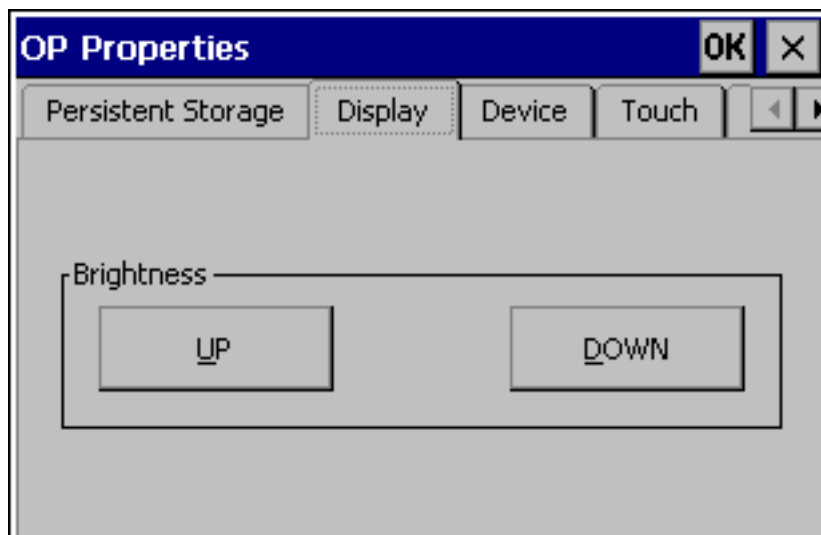 OP Properties OK ×
Persistent Storage Display Device Touch
Brightness
UP DOWN